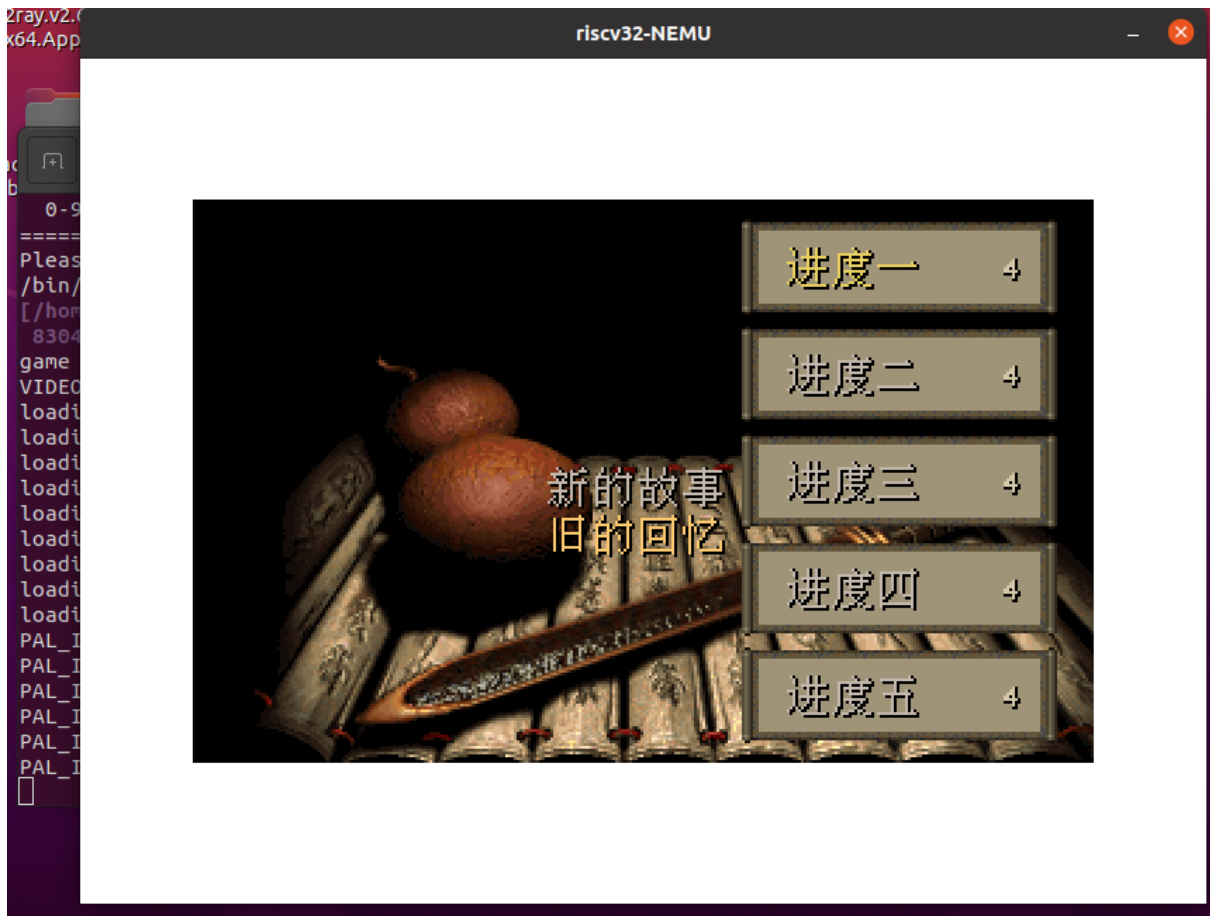 2ray.v2.6
x64.App
riscv32-NEMU
0-9
=====
Pleas
/bin/
[/hom
8304
game
VIDEO
loadi
loadi
loadi
loadi
loadi
loadi
loadi
loadi
loadi
PAL_I
PAL_I
PAL_I
PAL_I
PAL_I
PAL_I
进度一 4
进度二 4
进度三 4
新的故事
旧的回忆
进度四 4
进度五 4